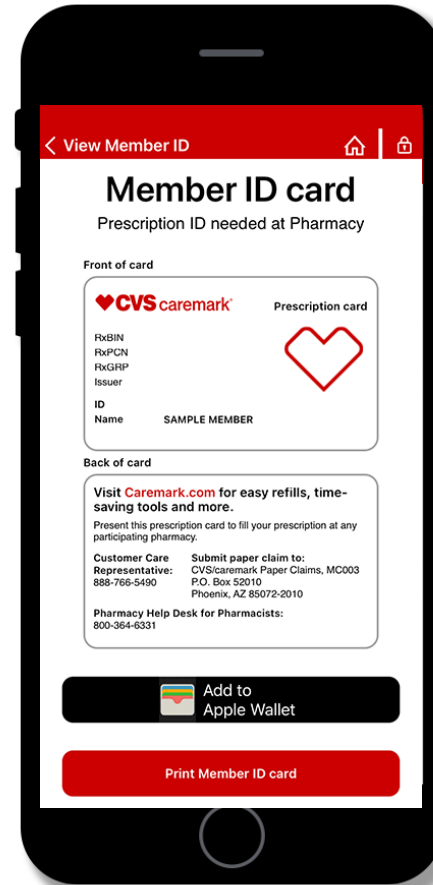 View Member ID
Member ID card
Prescription ID needed at Pharmacy
Front of card
CVS caremark®
Prescription card
RxBIN
RxPCN
RxGRP
Issuer
ID
Name SAMPLE MEMBER
Back of card
Visit Caremark.com for easy refills, time-
saving tools and more.
Present this prescription card to fill your prescription at any
participating pharmacy.
Customer Care
Representative:
888-766-5490
Submit paper claim to:
CVS/caremark Paper Claims, MC003
P.O. Box 52010
Phoenix, AZ 85072-2010
Pharmacy Help Desk for Pharmacists:
800-364-6331
Add to
Apple Wallet
Print Member ID card